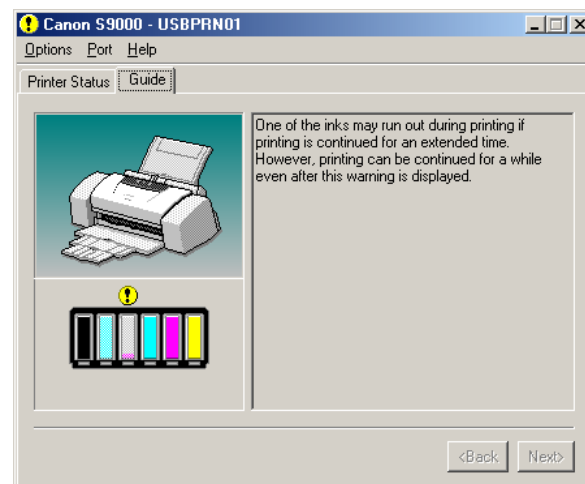 Canon S9000 - USBPRN01
Options Port Help
Printer Status Guide
One of the inks may run out during printing if
printing is continued for an extended time.
However, printing can be continued for a while
even after this warning is displayed.
<Back Next>